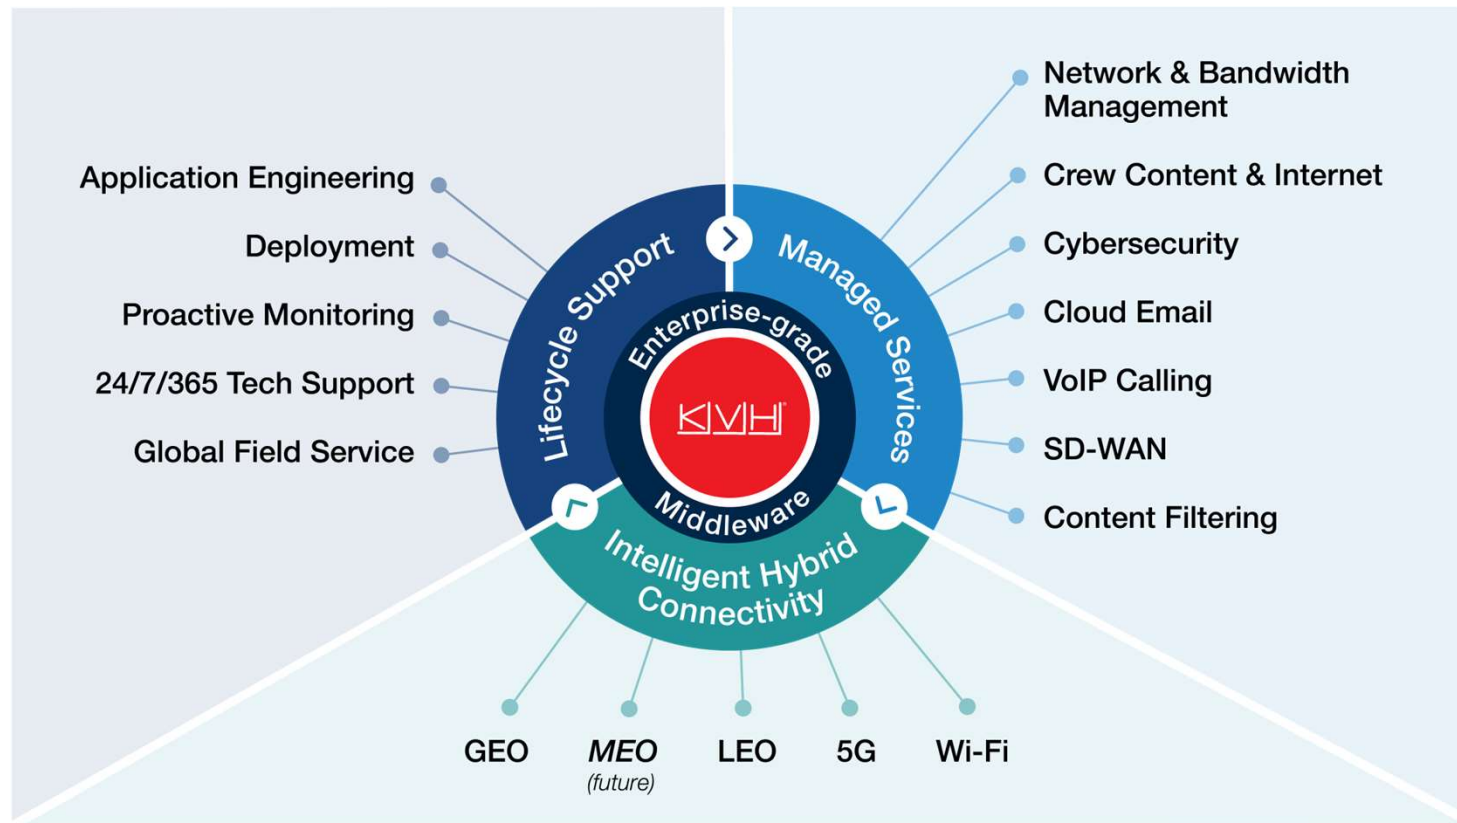 Network & Bandwidth
Management
Application Engineering
Crew Content & Internet
Deployment
Cybersecurity
Proactive Monitoring
Cloud Email
24/7/365 Tech Support
VoIP Calling
Global Field Service
SD-WAN
Content Filtering
Lifecycle Support
Managed Services
Enterprise-grade
KVH®
Middleware
Intelligent Hybrid
Connectivity
GEO
MEO
(future)
LEO
5G
Wi-Fi